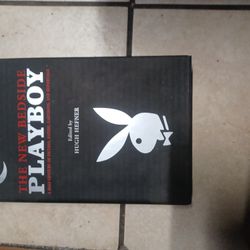 THE NEW BEDSIDE
PLAYBOY
Edited by
HUGH HEFNER